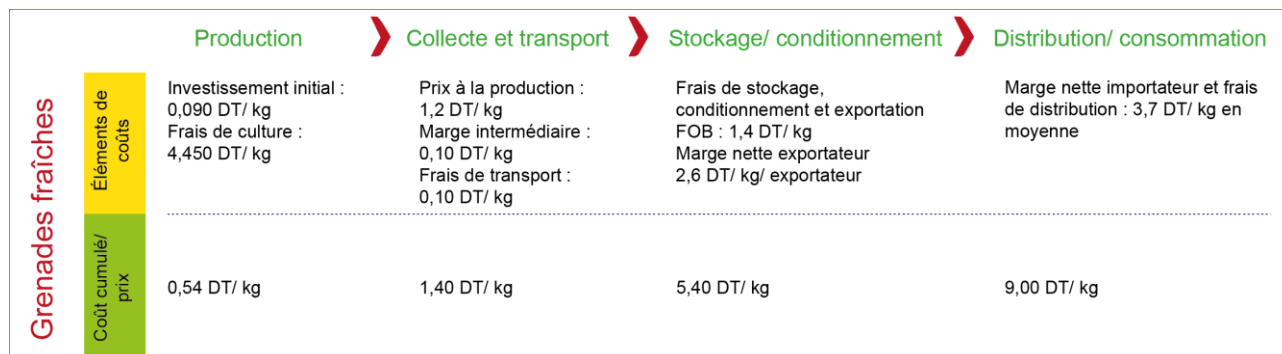 Production
Collecte et transport
Stockage/ conditionnement
Distribution/ consommation
Grenades fraîches
Éléments de
coûts
Investissement initial :
0,090 DT/ kg
Frais de culture :
4,450 DT/ kg
Prix à la production :
1,2 DT/ kg
Marge intermédiaire :
0,10 DT/ kg
Frais de transport :
0,10 DT/ kg
Frais de stockage,
conditionnement et exportation
FOB : 1,4 DT/ kg
Marge nette exportateur
2,6 DT/ kg/ exportateur
Marge nette importateur et frais
de distribution : 3,7 DT/ kg en
moyenne
Coût cumulé/
prix
0,54 DT/ kg
1,40 DT/ kg
5,40 DT/ kg
9,00 DT/ kg